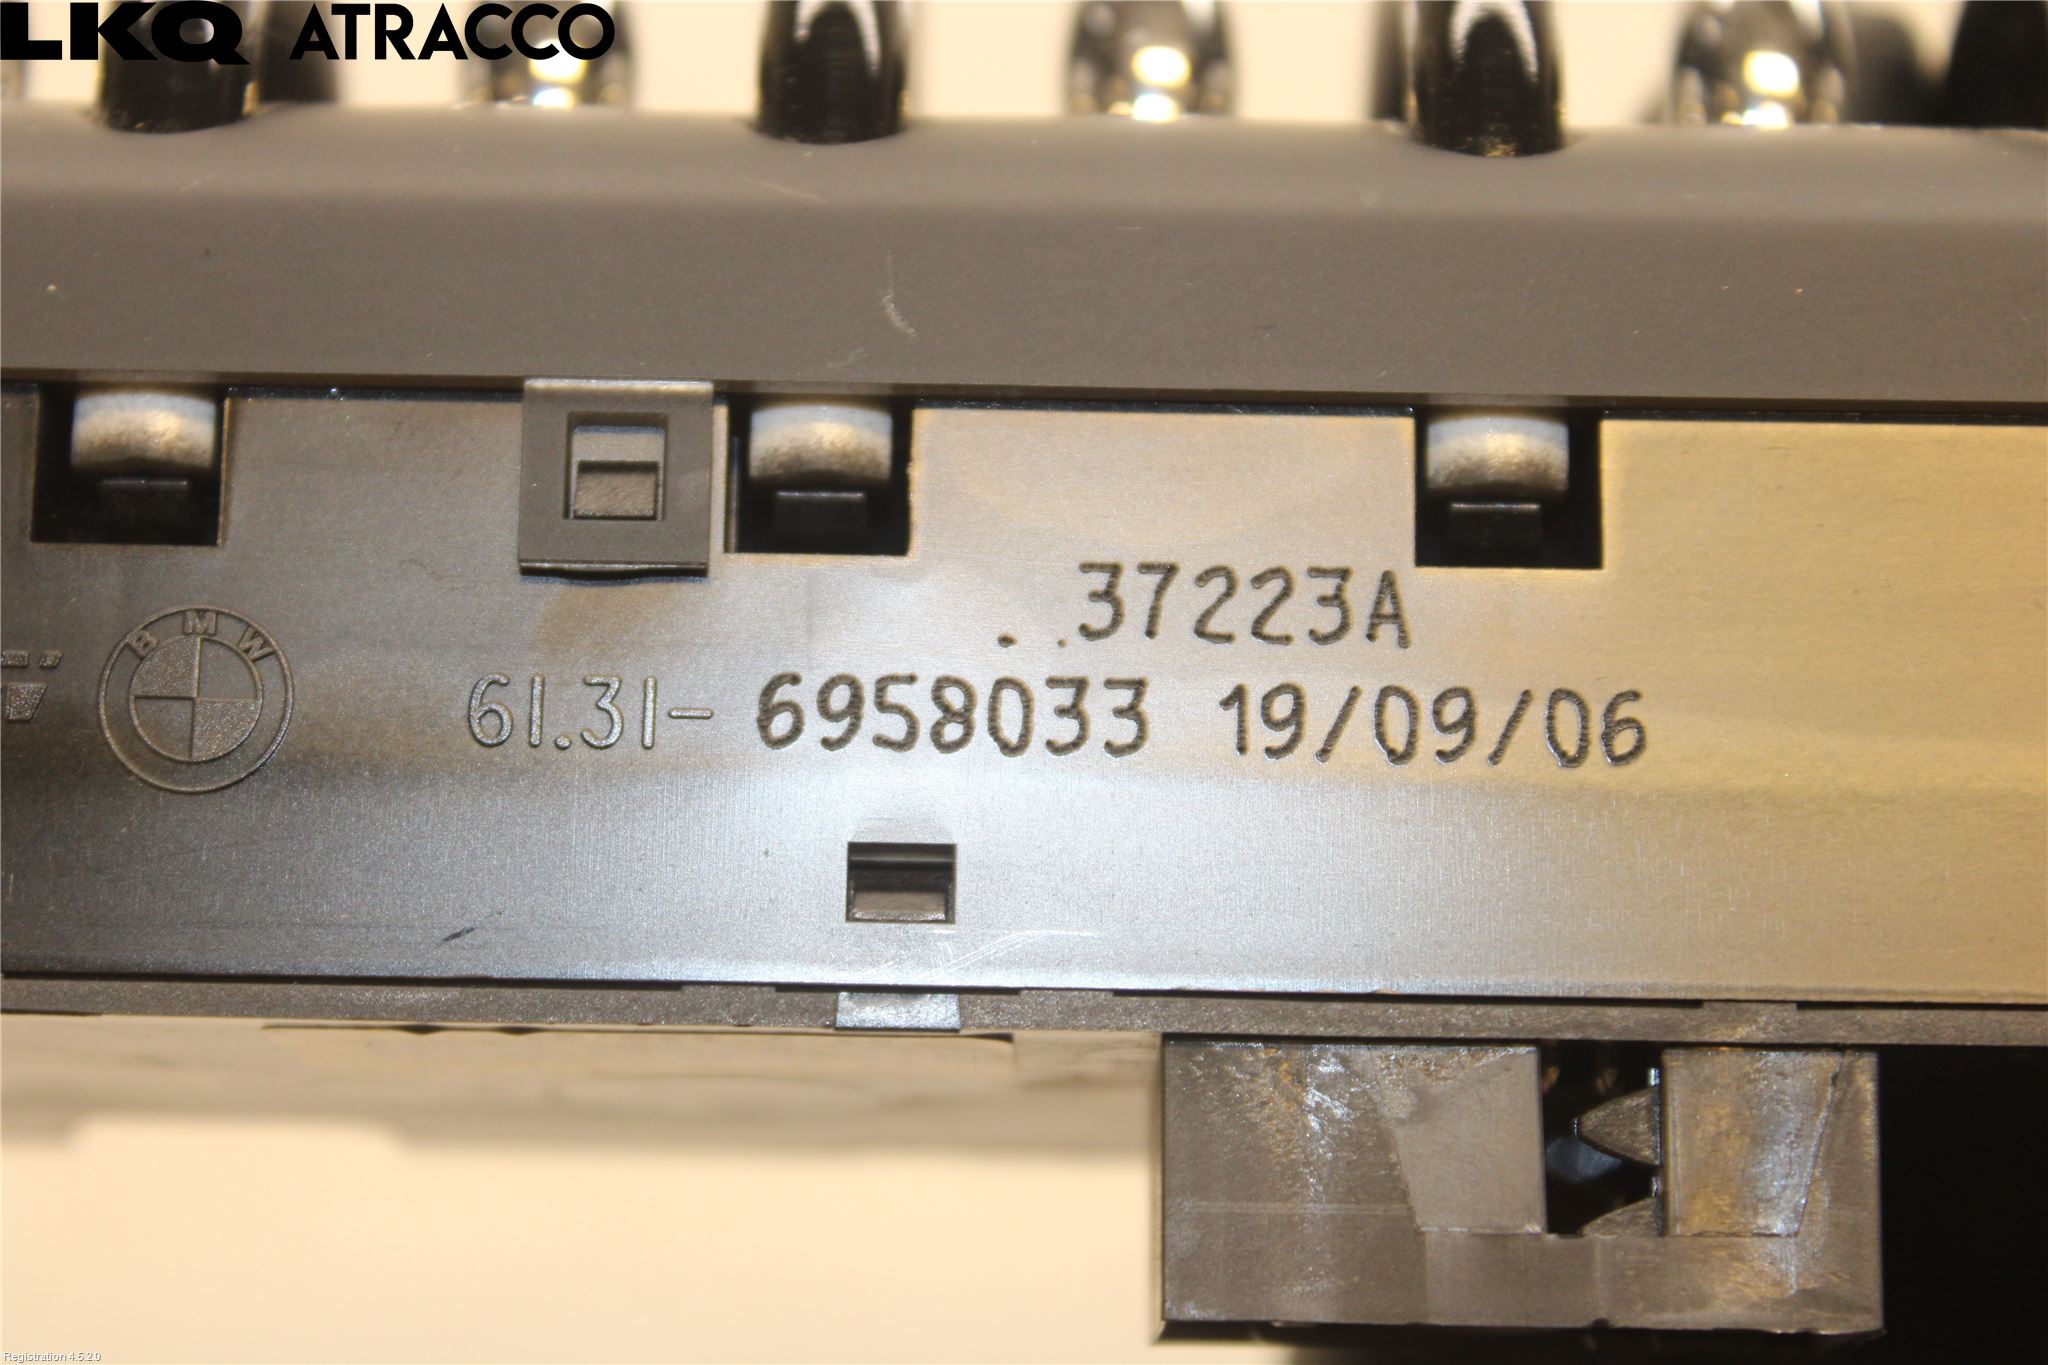 LKQ ATRACCO
37223A
BMW
61.31- 6958033 19/09/06
Registration 4.5.2.0